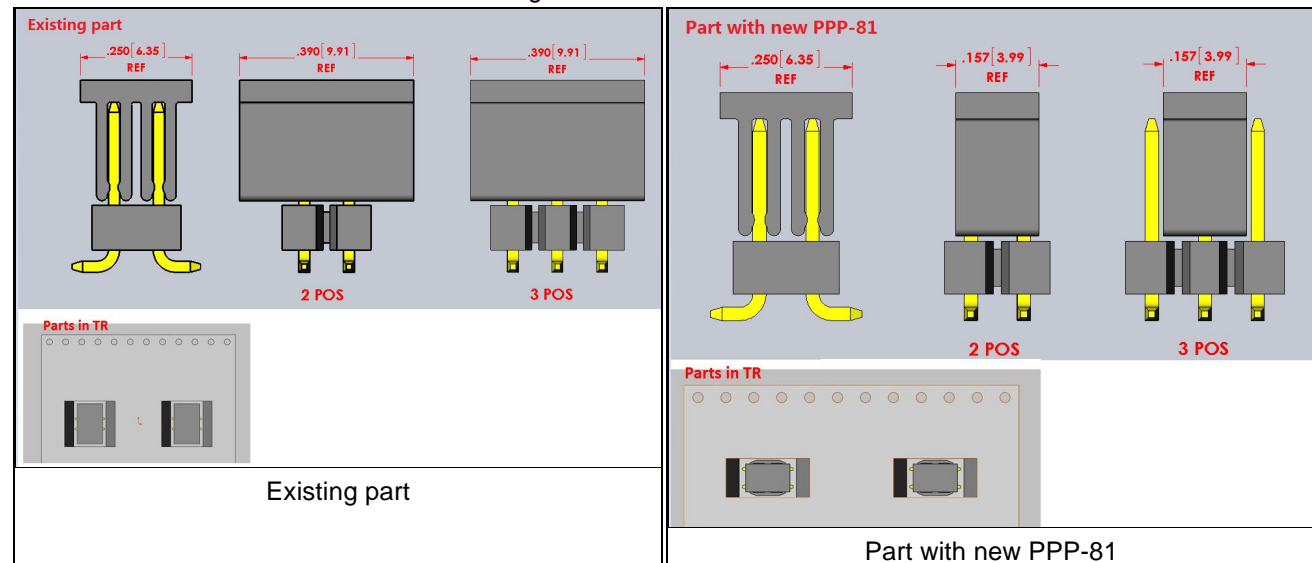 Existing part
.250[6.35]
REF
.390[9.91]
REF
.390[9.91]
REF
2 POS
3 POS
Parts in TR
Existing part
Part with new PPP-81
.250[6.35]
REF
.157[3.99]
REF
.157[3.99]
REF
2 POS
3 POS
Parts in TR
Part with new PPP-81